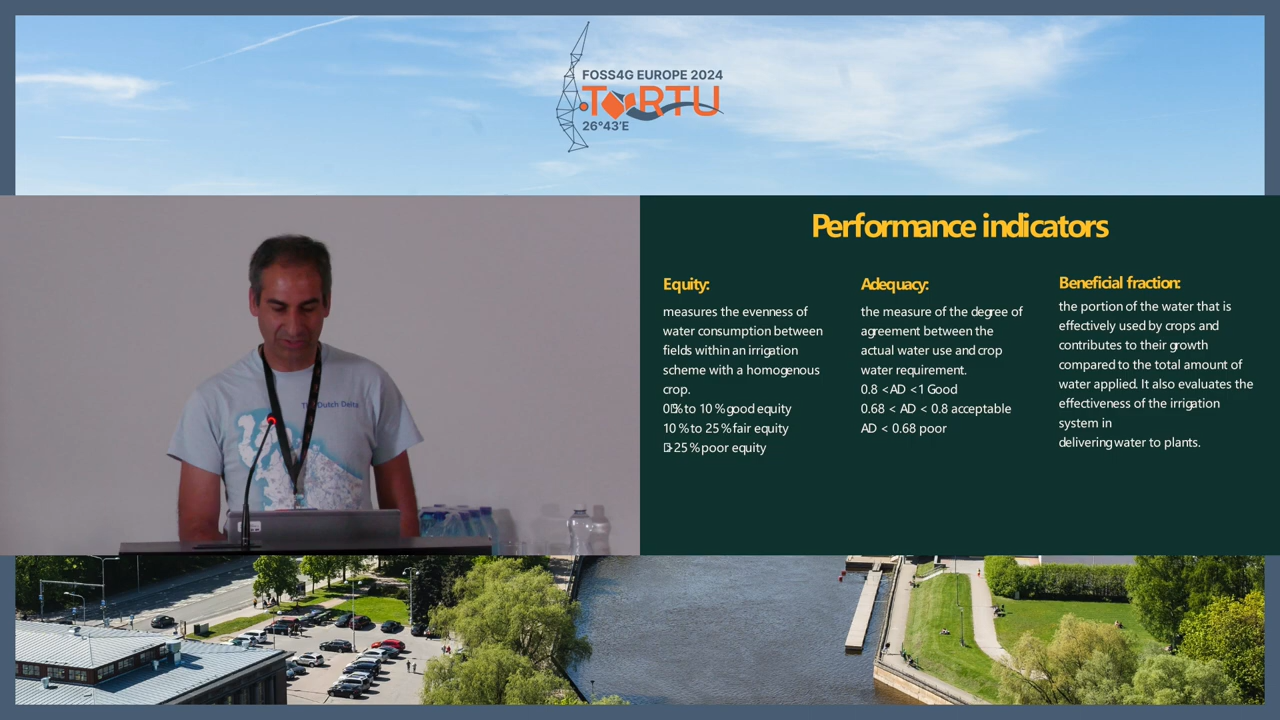 FOSS4G EUROPE 2024
TARTU
26°43'E
The Dutch Delta
Performance indicators
Equity:
measures the evenness of
water consumption between
fields within an irrigation
scheme with a homogenous
crop.
0% to 10 % good equity
10 % to 25 % fair equity
>25 % poor equity
Adequacy:
the measure of the degree of
agreement between the
actual water use and crop
water requirement.
0.8 <AD <1 Good
0.68 < AD < 0.8 acceptable
AD < 0.68 poor
Beneficial fraction:
the portion of the water that is
effectively used by crops and
contributes to their growth
compared to the total amount of
water applied. It also evaluates the
effectiveness of the irrigation
system in
delivering water to plants.